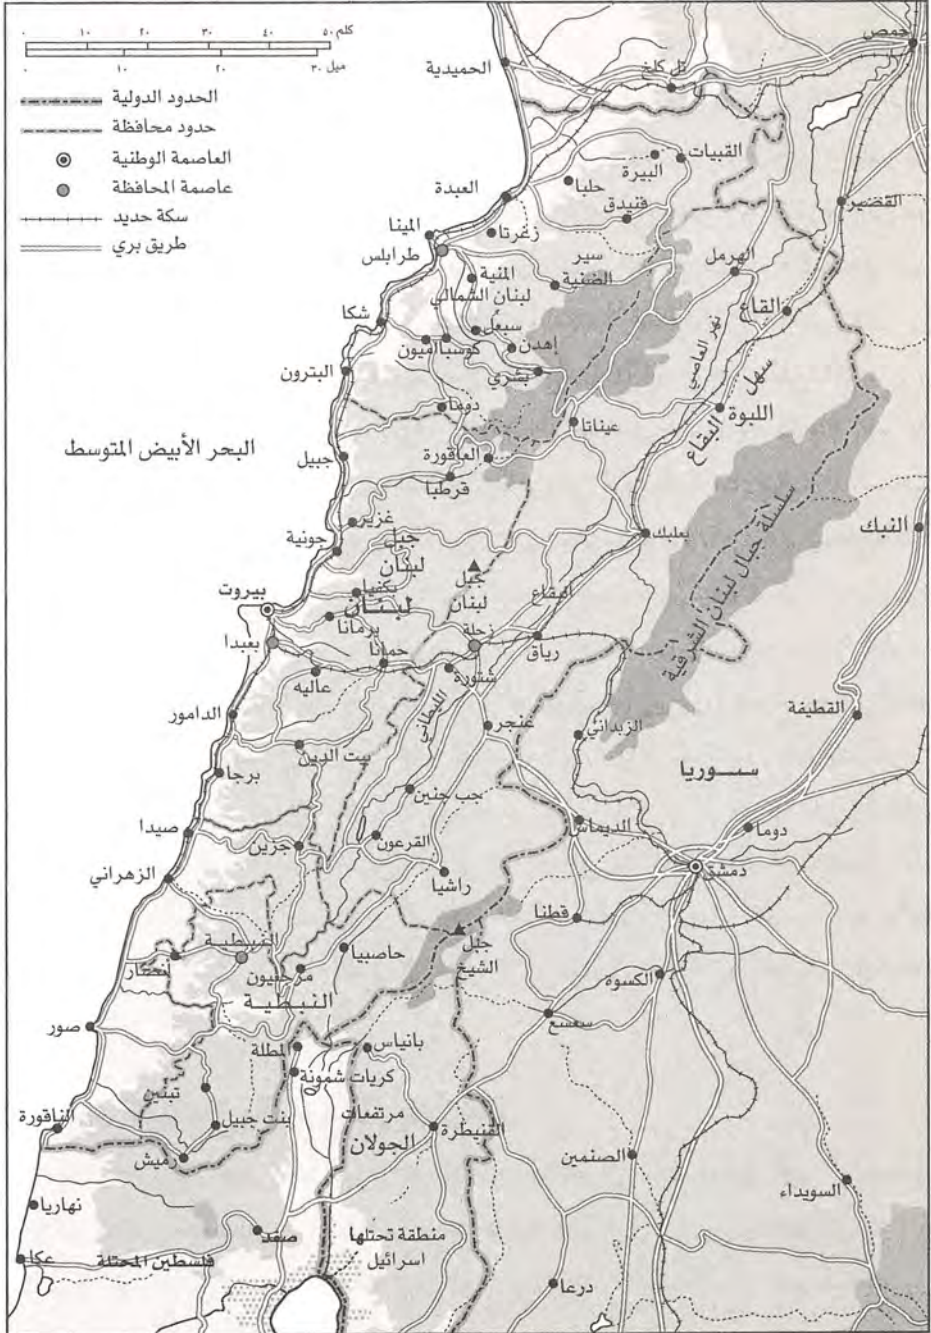 كلم ٥٠ ٤٠ ٣٠ ٢٠ ١٠ ٠
ميل ٣٠ ٢٠ ١٠ ٠
الحدود الدولية
حدود محافظة
العاصمة الوطنية
عاصمة المحافظة
سكة حديد
طريق بري
حمص
تل كلخ
الحميدية
القبيات
البيرة
حلبا
العبدة
القصير
فنيدق
زغرتا
المينا
طرابلس
سير
الضنية
الهرمل
المنية
لبنان الشمالي
القاع
شكا
سبعل
نهر العاصي
اميون
كوسبا
إهدن
البترون
بشري
سهل
البقاع
دوما
عيناتا
اللبوة
البحر الأبيض المتوسط
جبيل
العاقورة
قرطبا
سلسلة جبال لبنان الشرقية
غزير
بعلبك
النبك
جونية
جبل
لبنان
جبل
لبنان
البقاع
بكفيا
لبنان
بيروت
برمانا
زحلة
رياق
بعبدا
حمانا
شتورة
عاليه
الليطاني
الدامور
عنجر
الزبداني
القطيفة
بيت الدين
سوريا
برجا
جب جنين
صيدا
القرعون
الديماس
دوما
جزين
دمشق
الزهراني
راشيا
قطنا
النبطية
حاصبيا
جبل
الشيخ
انصار
مرجعيون
الكسوة
النبطية
سعسع
صور
المطلة
بانياس
كريات شمونة
تبنين
مرتفعات
الجولان
الناقورة
بنت جبيل
القنيطرة
رميش
الصنمين
السويداء
نهاريا
صفد
منطقة تحتلها
اسرائيل
عكا
فلسطين المحتلة
درعا